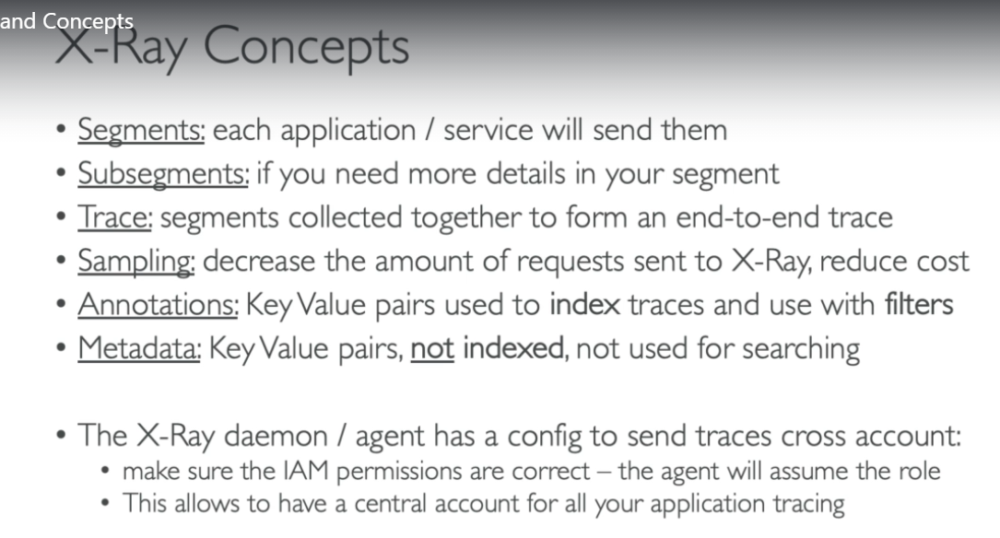 and Concepts
X-Ray Concepts
• Segments: each application / service will send them
• Subsegments: if you need more details in your segment
• Trace: segments collected together to form an end-to-end trace
• Sampling: decrease the amount of requests sent to X-Ray, reduce cost
• Annotations: Key Value pairs used to index traces and use with filters
• Metadata: Key Value pairs, not indexed, not used for searching
• The X-Ray daemon / agent has a config to send traces cross account:
• make sure the IAM permissions are correct – the agent will assume the role
• This allows to have a central account for all your application tracing